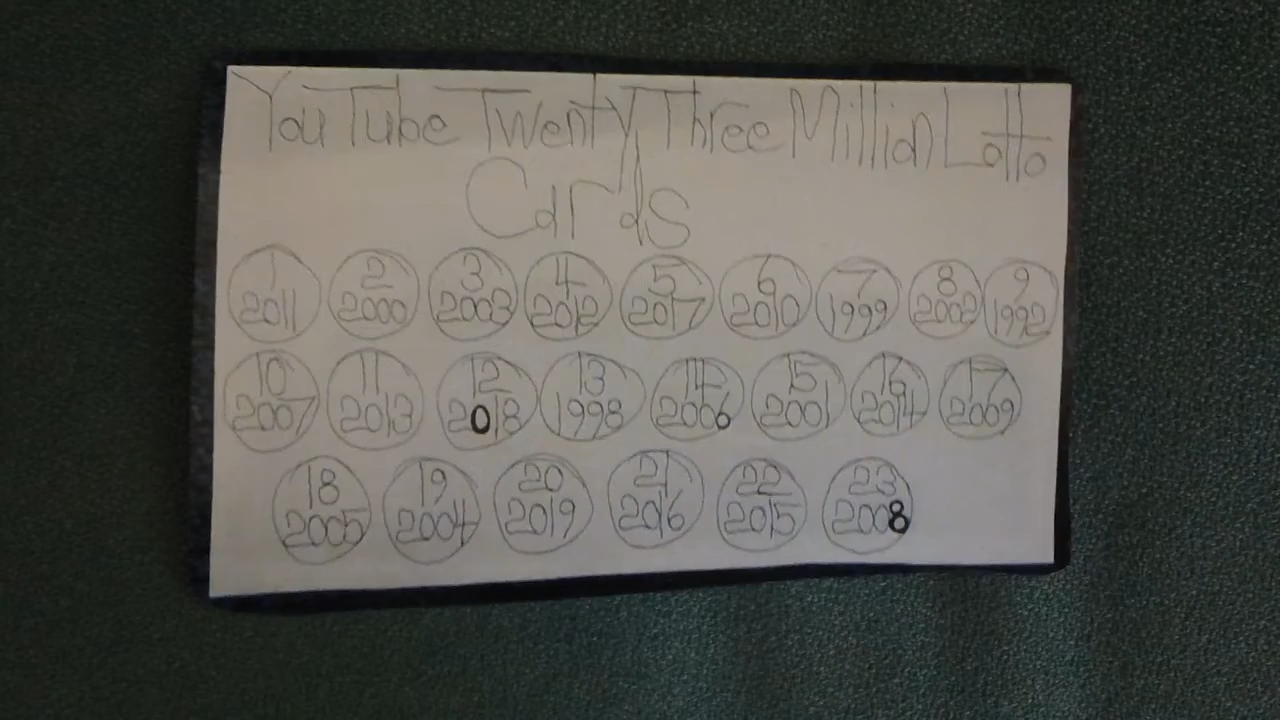 YouTube Twenty Three Million Lotto
Cards
1 2 3 4 5 6 7 8 9
2011 2000 2003 2012 2017 2010 1999 2002 1992
10 11 12 13 14 15 16 17
2007 2013 2018 1998 2006 2001 2014 2009
18 19 20 21 22 23
2005 2004 2019 2016 2015 2008